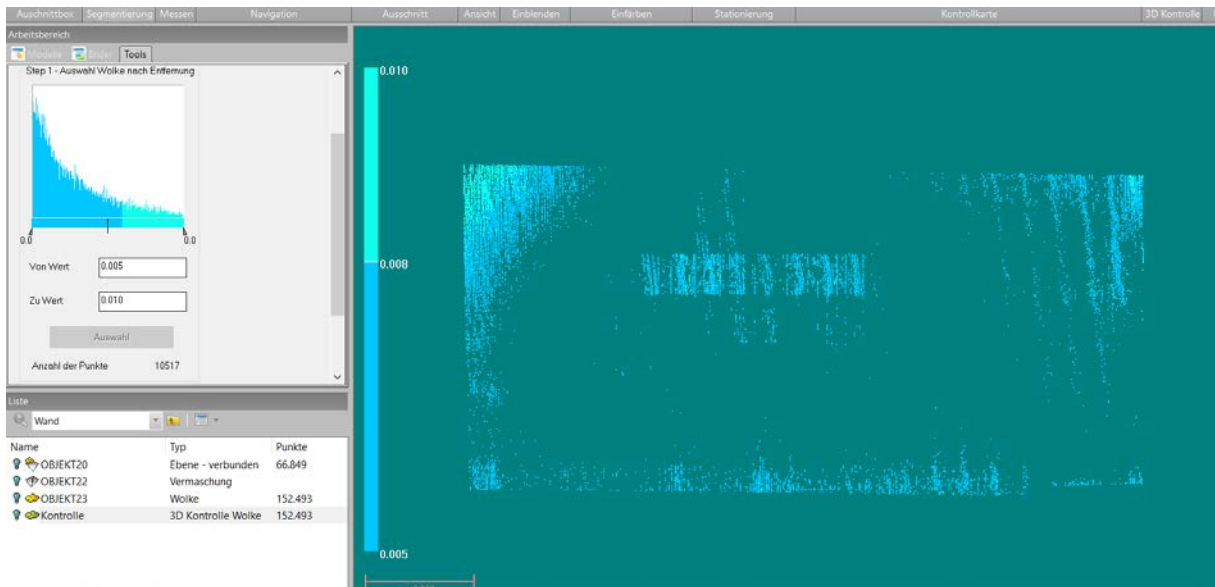 Auschnittbox Segmentierung Messen Navigation Ausschnitt Ansicht Einblenden Einfärben Stationierung Kontrollkarte 3D Kontrolle
Arbeitsbereich
Modelle Bilder Tools
Step 1 - Auswahl Wolke nach Entfernung
0.0 0.0
Von Wert 0.005
Zu Wert 0.010
Auswahl
Anzahl der Punkte 10517
Liste
Wand
Name Typ Punkte
OBJEKT20 Ebene - verbunden 66.849
OBJEKT22 Vermaschung
OBJEKT23 Wolke 152.493
Kontrolle 3D Kontrolle Wolke 152.493
0.010
0.008
0.005